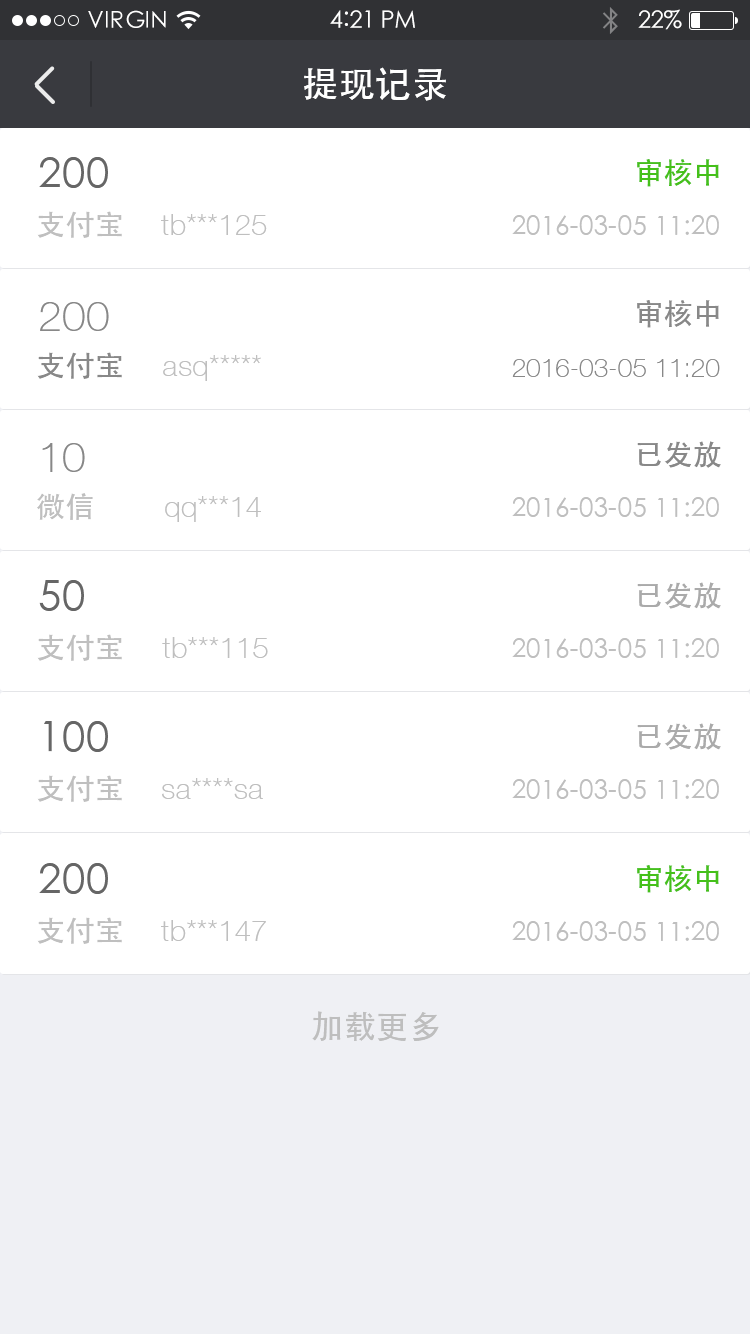 VIRGIN 4:21 PM 22%
提现记录
200 审核中
支付宝 tb***125 2016-03-05 11:20
200 审核中
支付宝 asq***** 2016-03-05 11:20
10 已发放
微信 qq***14 2016-03-05 11:20
50 已发放
支付宝 tb***115 2016-03-05 11:20
100 已发放
支付宝 sa****sa 2016-03-05 11:20
200 审核中
支付宝 tb***147 2016-03-05 11:20
加载更多